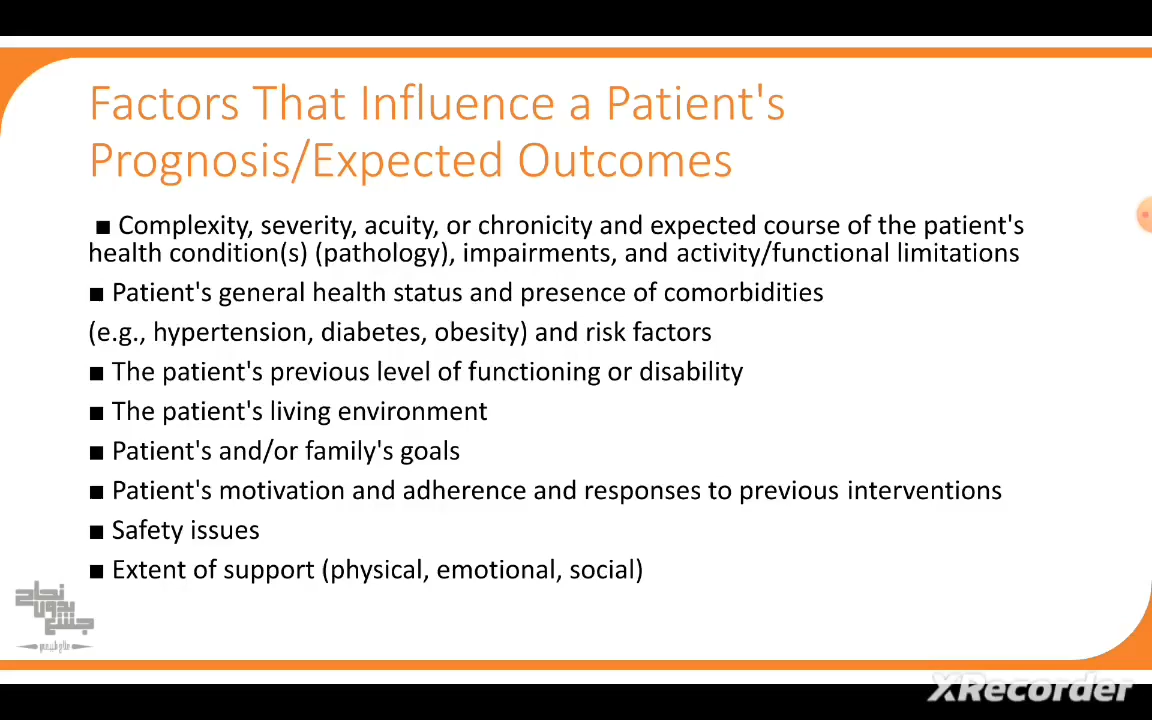 Factors That Influence a Patient's
Prognosis/Expected Outcomes
■ Complexity, severity, acuity, or chronicity and expected course of the patient's
health condition(s) (pathology), impairments, and activity/functional limitations
■ Patient's general health status and presence of comorbidities
(e.g., hypertension, diabetes, obesity) and risk factors
■ The patient's previous level of functioning or disability
■ The patient's living environment
■ Patient's and/or family's goals
■ Patient's motivation and adherence and responses to previous interventions
■ Safety issues
■ Extent of support (physical, emotional, social)
نجاح
بدون
جشع
XRecorder